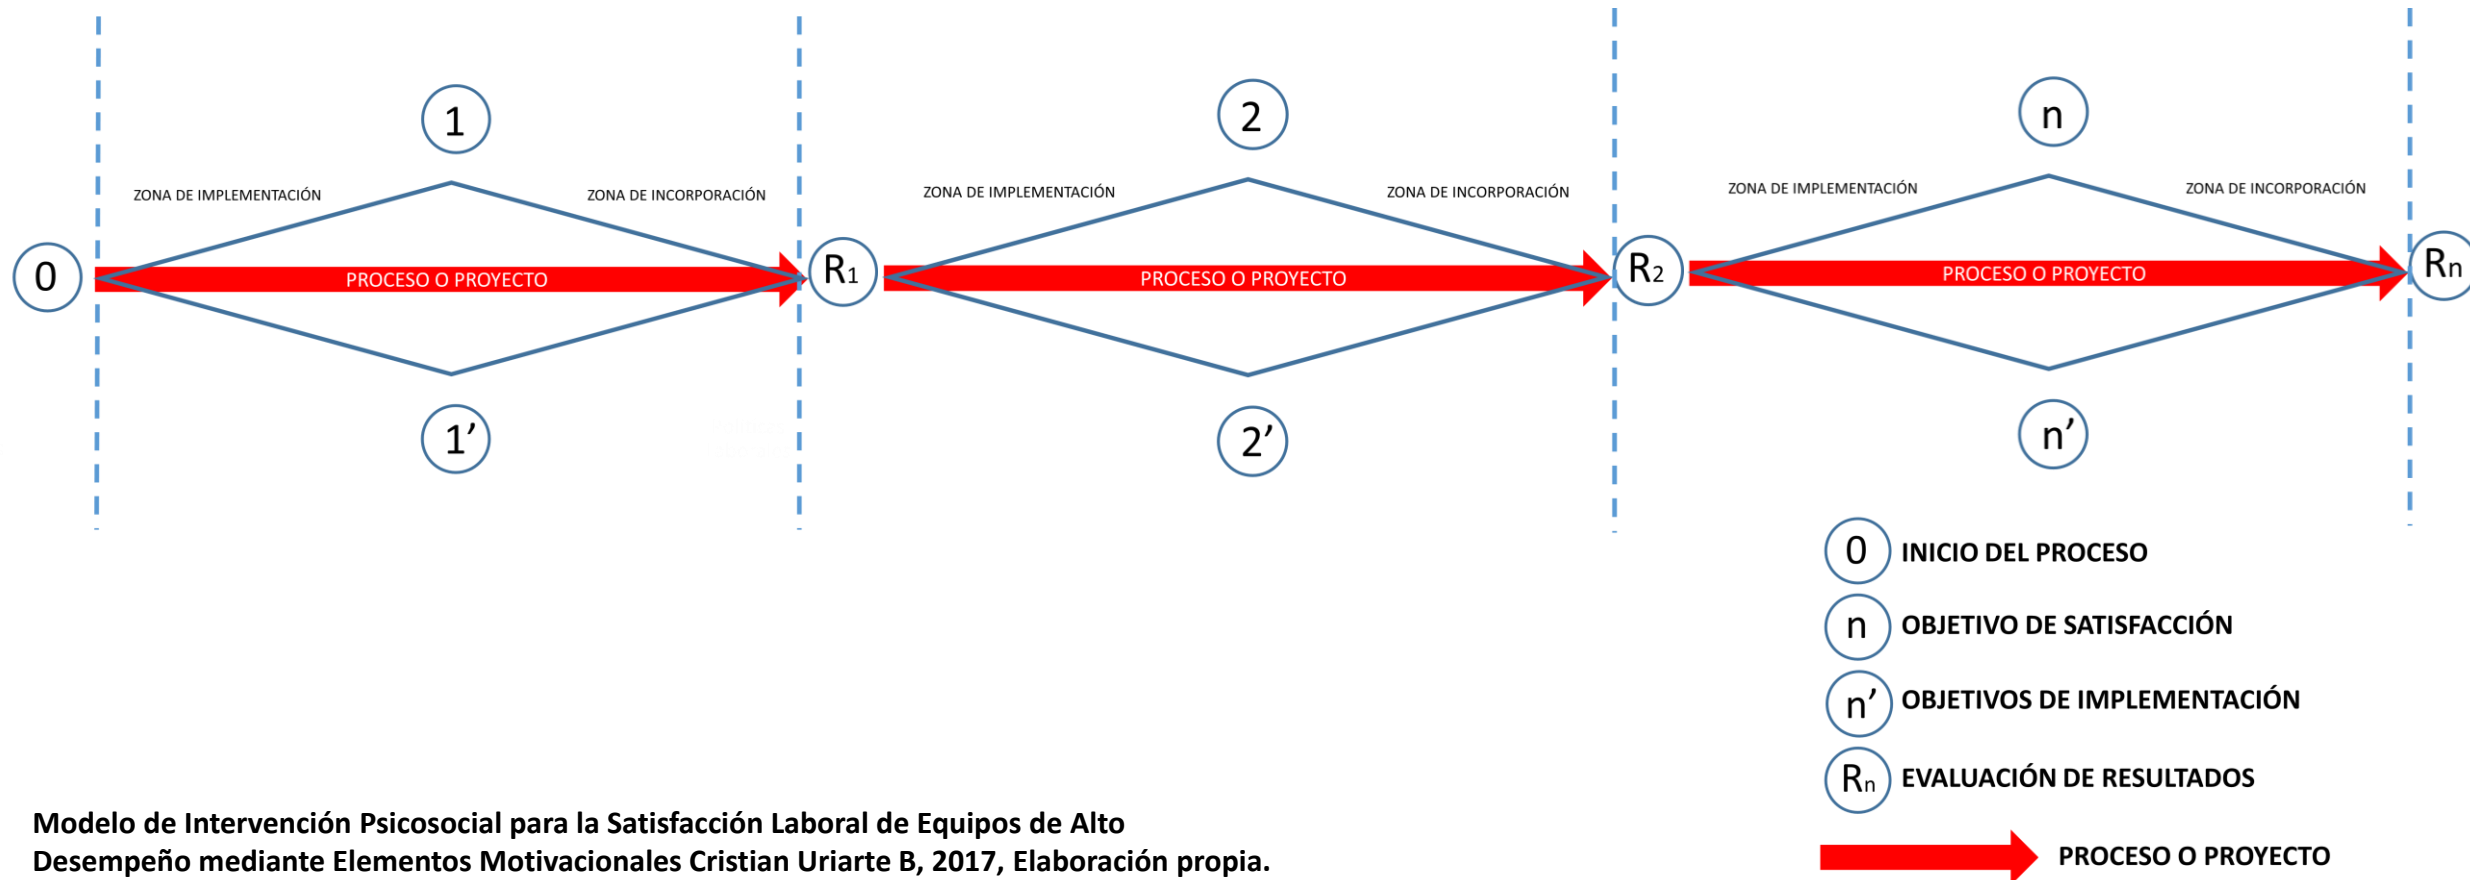 1
2
n
ZONA DE IMPLEMENTACIÓN
ZONA DE INCORPORACIÓN
ZONA DE IMPLEMENTACIÓN
ZONA DE INCORPORACIÓN
ZONA DE IMPLEMENTACIÓN
ZONA DE INCORPORACIÓN
0
PROCESO O PROYECTO
R1
PROCESO O PROYECTO
R2
PROCESO O PROYECTO
Rn
1’
2’
n’
0 INICIO DEL PROCESO
n OBJETIVO DE SATISFACCIÓN
n’ OBJETIVOS DE IMPLEMENTACIÓN
Rn EVALUACIÓN DE RESULTADOS
PROCESO O PROYECTO
Modelo de Intervención Psicosocial para la Satisfacción Laboral de Equipos de Alto
Desempeño mediante Elementos Motivacionales Cristian Uriarte B, 2017, Elaboración propia.